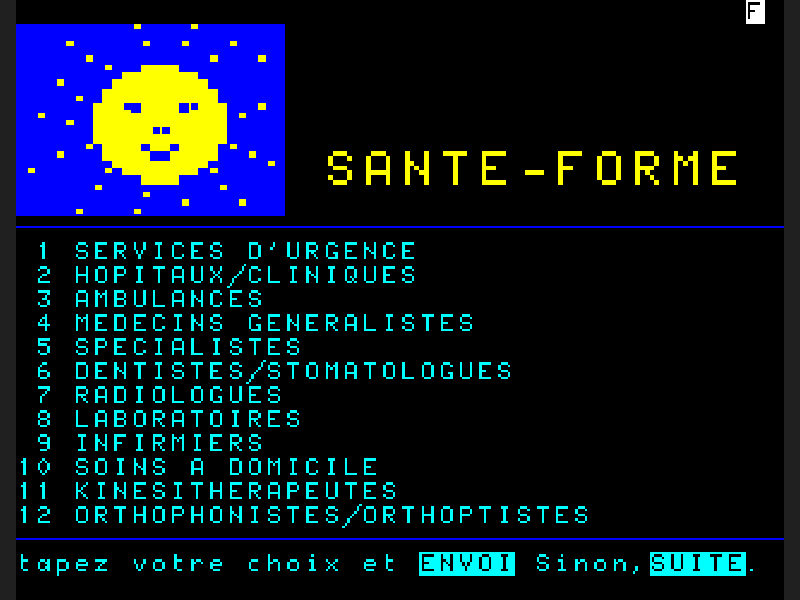 F
SANTE-FORME
1 SERVICES D'URGENCE
2 HOPITAUX/CLINIQUES
3 AMBULANCES
4 MEDECINS GENERALISTES
5 SPECIALISTES
6 DENTISTES/STOMATOLOGUES
7 RADIOLOGUES
8 LABORATOIRES
9 INFIRMIERS
10 SOINS A DOMICILE
11 KINESITHERAPEUTES
12 ORTHOPHONISTES/ORTHOPTISTES
tapez votre choix et ENVOI Sinon, SUITE.